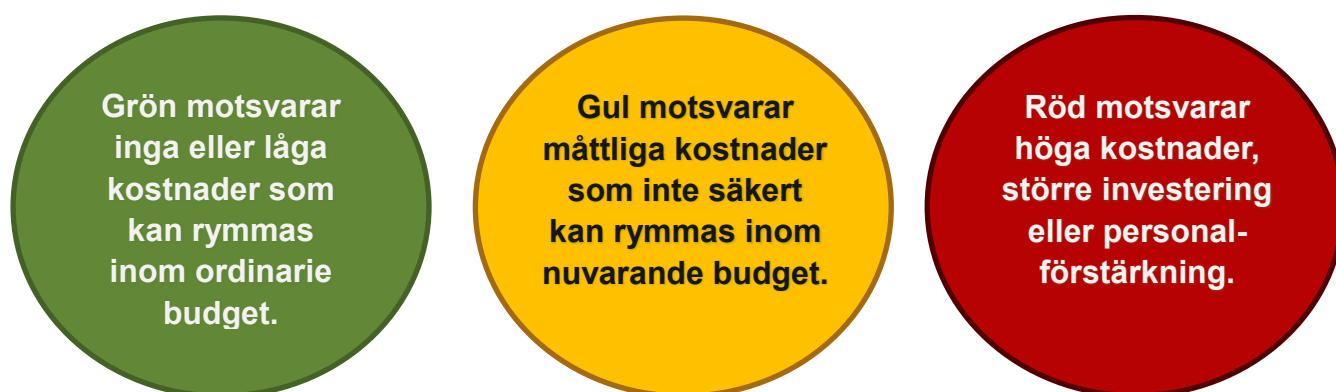 Grön motsvarar
inga eller låga
kostnader som
kan rymmas
inom ordinarie
budget.
Gul motsvarar
måttliga kostnader
som inte säkert
kan rymmas inom
nuvarande budget.
Röd motsvarar
höga kostnader,
större investering
eller personal-
förstärkning.